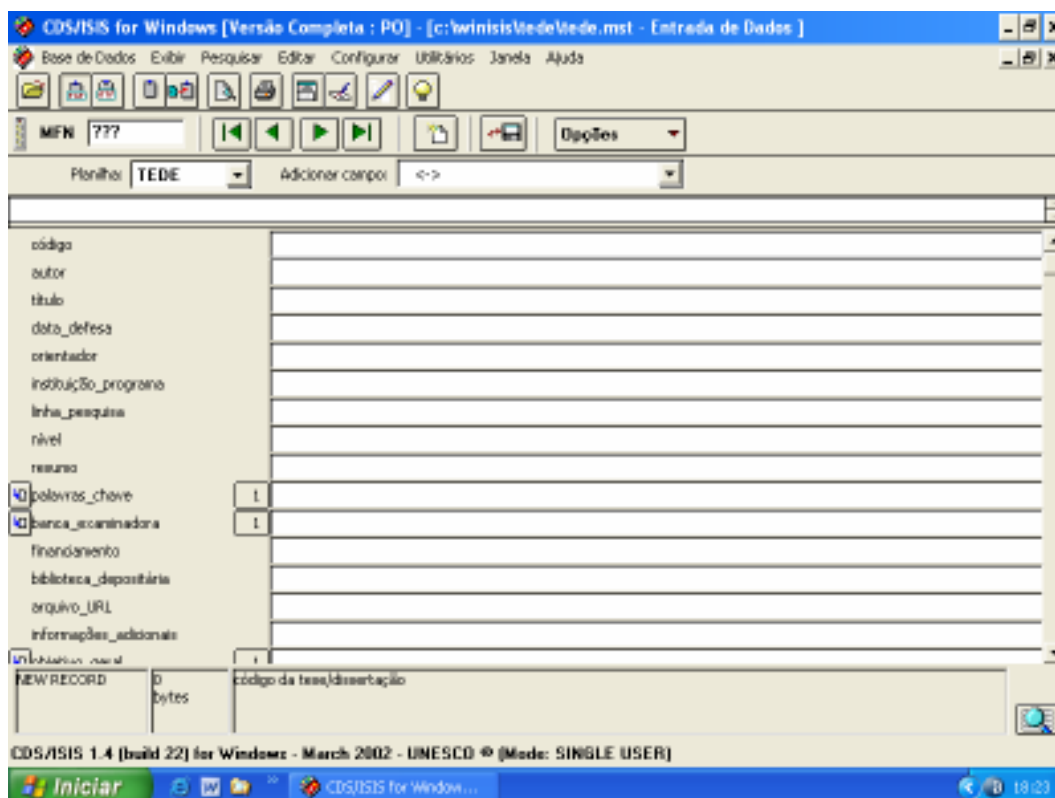 CDS/ISIS for Windows [Versão Completa : PO] - [c:\winisis\tede\tede.mst - Entrada de Dados ]
Base de Dados Exibir Pesquisar Editar Configurar Utilitários Janela Ajuda
MFN ??? Opções
Planilha: TEDE Adicionar campo: <->
código
autor
título
data_defesa
orientador
instituição_programa
linha_pesquisa
nível
resumo
palavras_chave 1
banca_examinadora 1
financiamento
biblioteca_depositária
arquivo_URL
informações_adicionais
objetivo_geral 1
NEW RECORD 0 bytes código da tese/dissertação
CDS/ISIS 1.4 (build 22) for Windows - March 2002 - UNESCO ® (Mode: SINGLE USER)
Iniciar CDS/ISIS for Window... 18:23